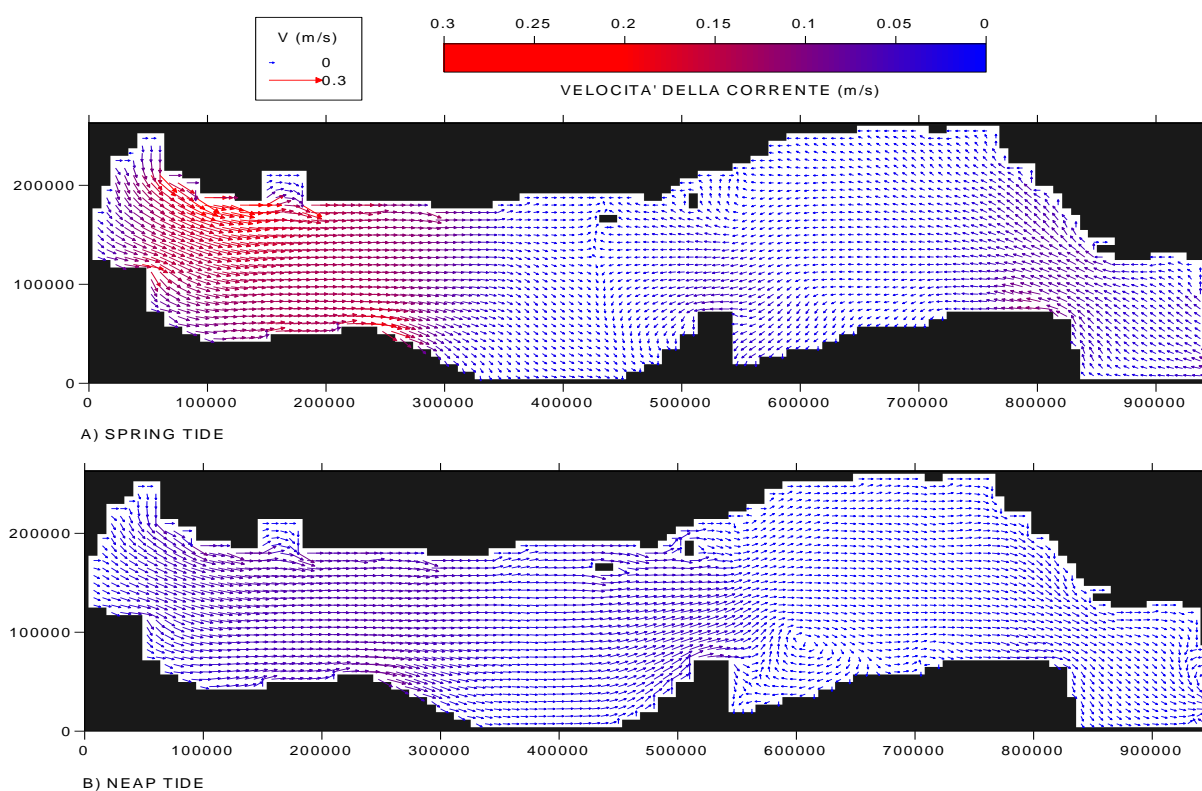 V (m/s)
0
0.3
0.3 0.25 0.2 0.15 0.1 0.05 0
VELOCITA' DELLA CORRENTE (m/s)
200000
100000
0
0 100000 200000 300000 400000 500000 600000 700000 800000 900000
A) SPRING TIDE
200000
100000
0
0 100000 200000 300000 400000 500000 600000 700000 800000 900000
B) NEAP TIDE